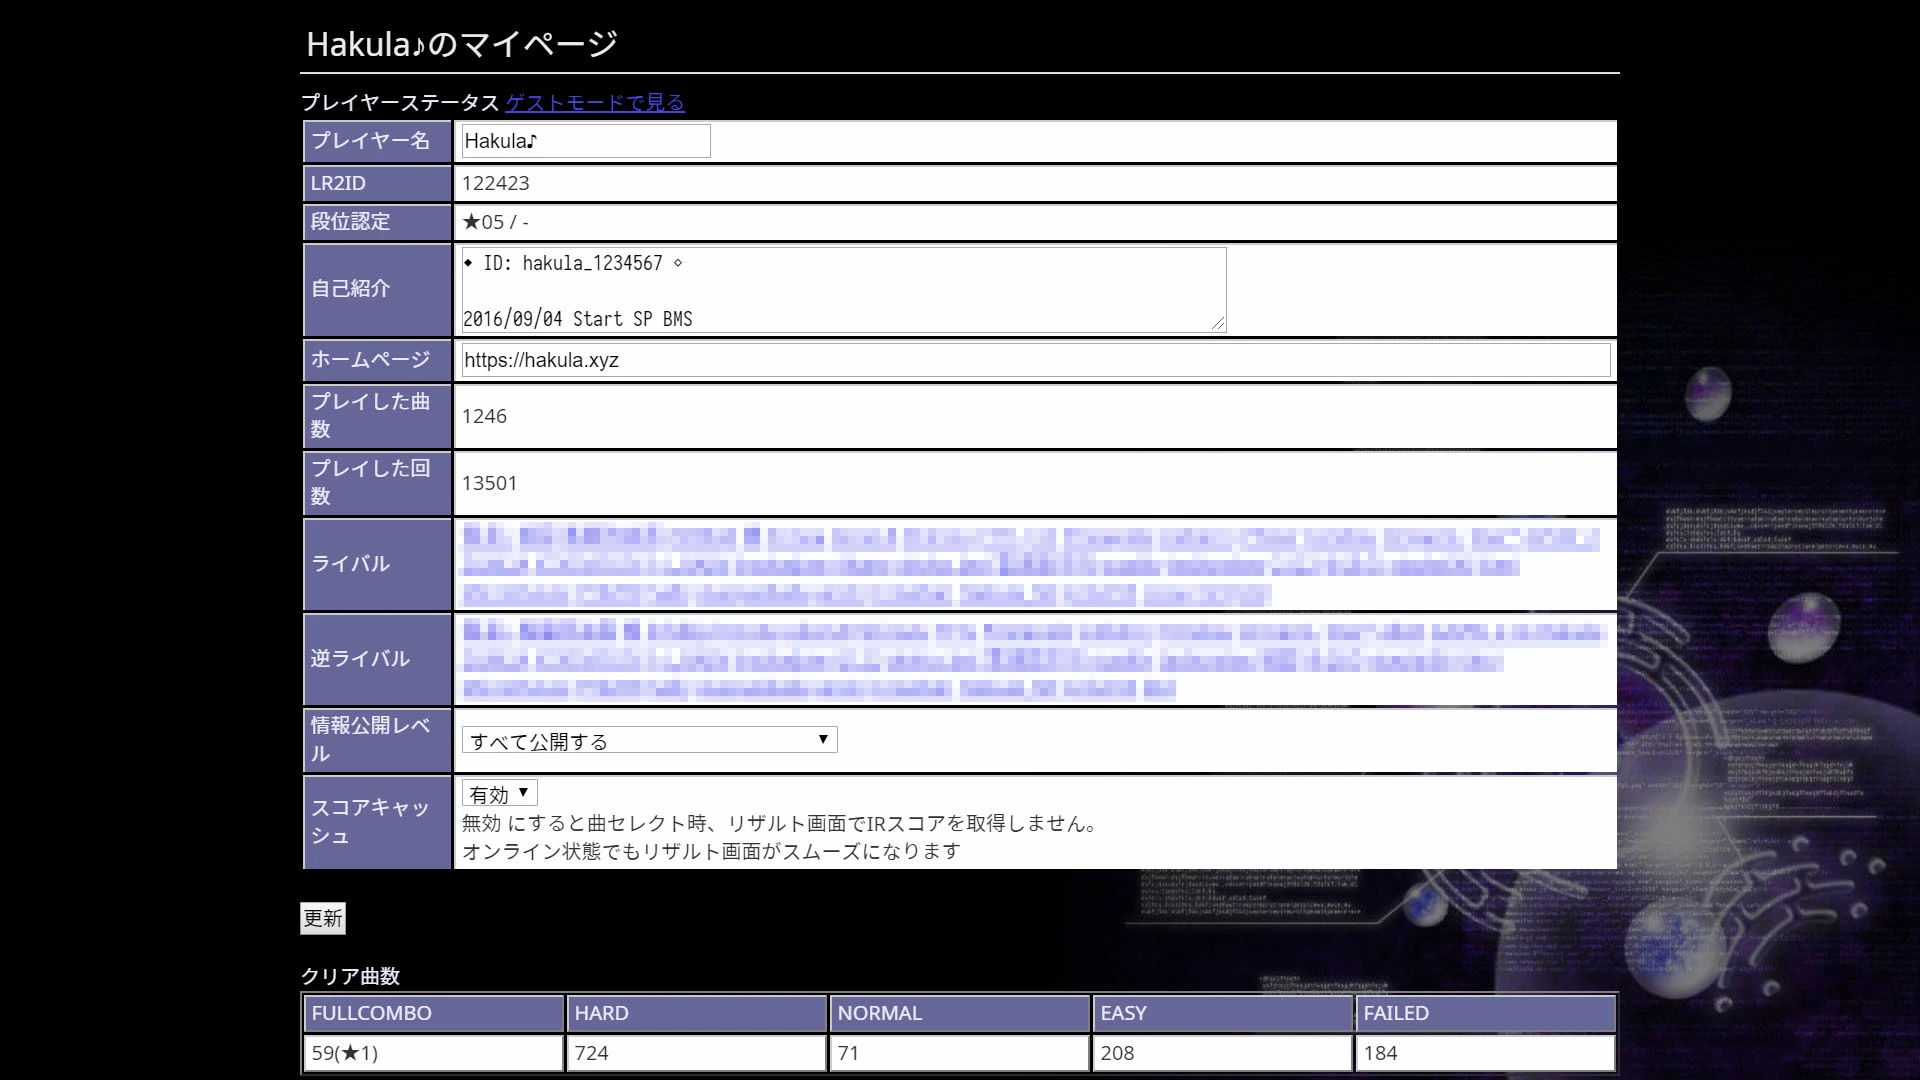 Hakula♪のマイページ
プレイヤーステータス ゲストモードで見る
プレイヤー名 Hakula♪
LR2ID 122423
段位認定 ★05 / -
自己紹介
◆ ID: hakula_1234567 ◇
2016/09/04 Start SP BMS
ホームページ https://hakula.xyz
プレイした曲
数
1246
プレイした回
数
13501
ライバル
逆ライバル
情報公開レベ
ル
すべて公開する
スコアキャッ
シュ
有効
無効 にすると曲セレクト時、リザルト画面でIRスコアを取得しません。
オンライン状態でもリザルト画面がスムーズになります
更新
クリア曲数
FULLCOMBO HARD NORMAL EASY FAILED
59(★1) 724 71 208 184